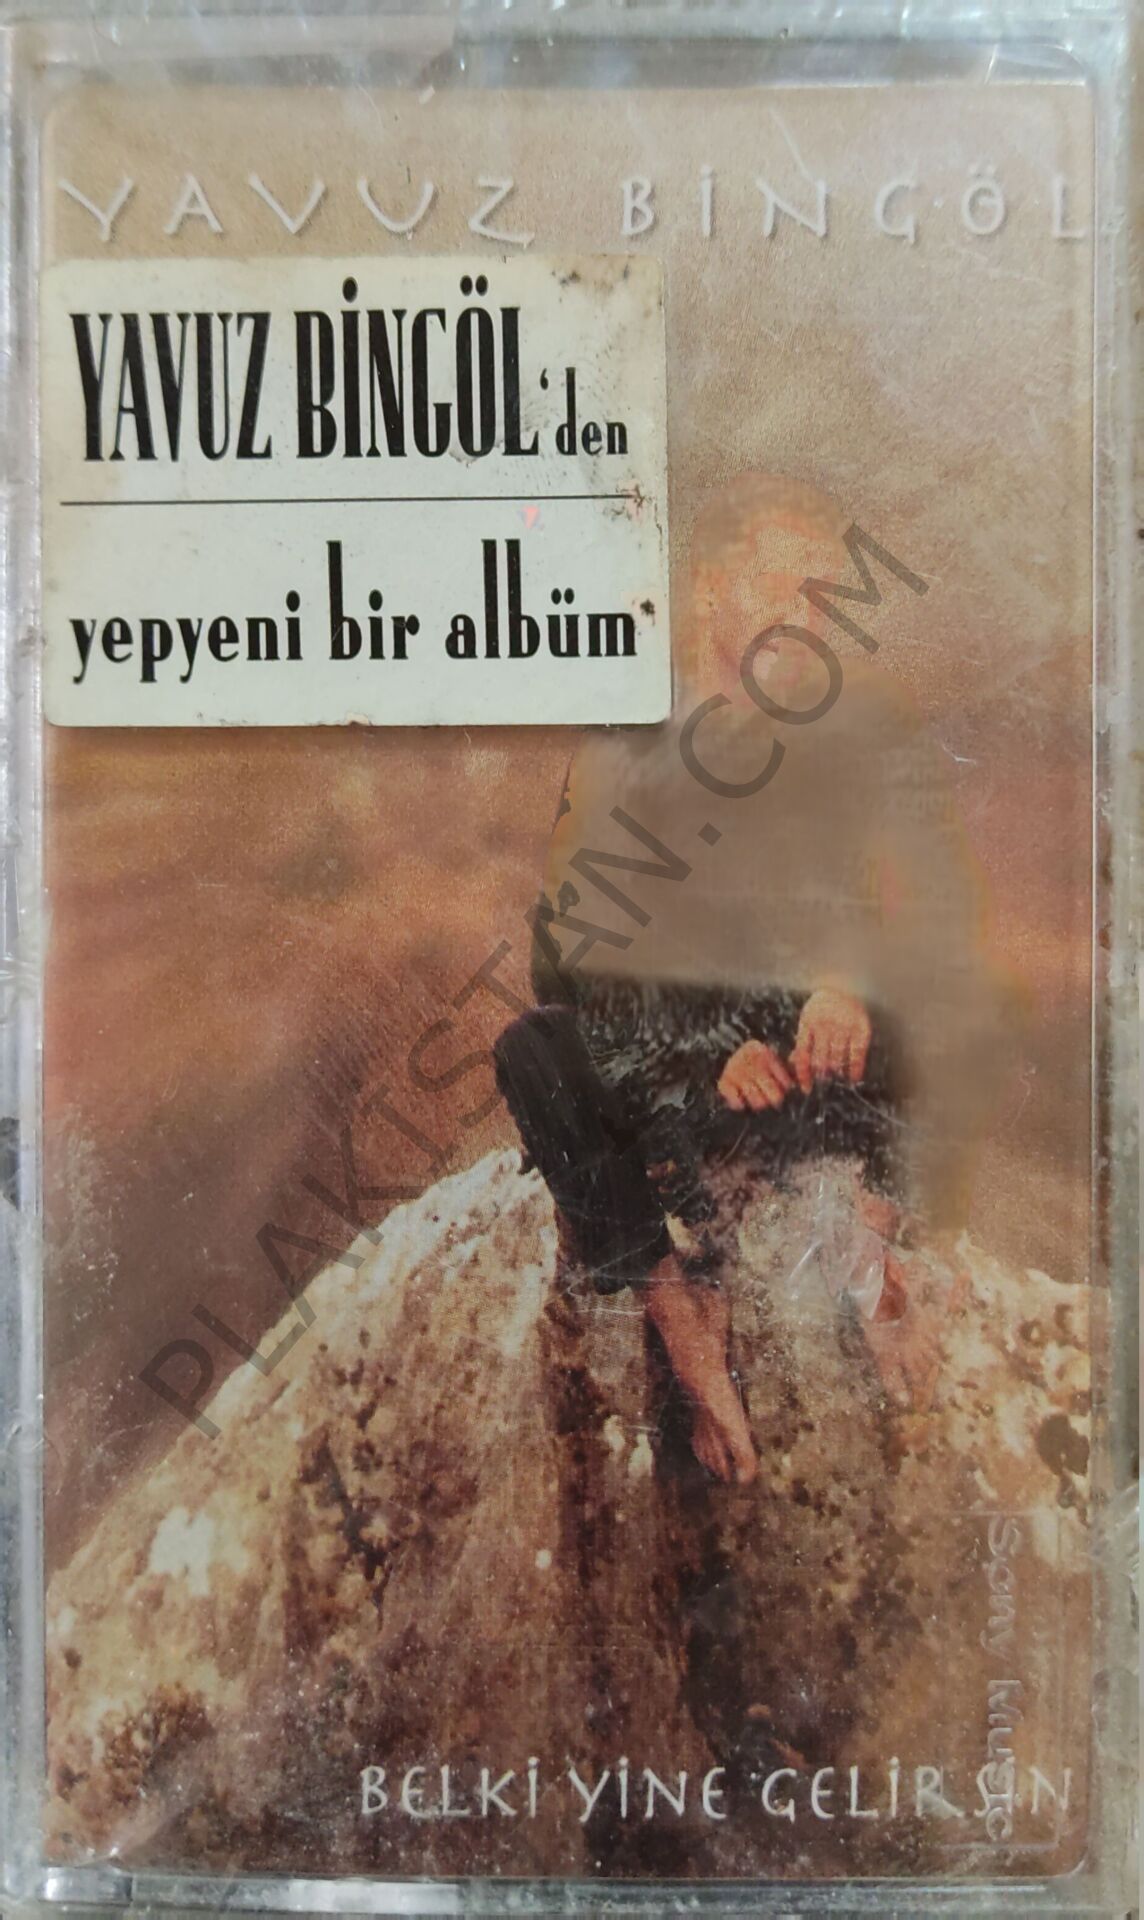 YAVUZ BİNGÖL
YAVUZ BİNGÖL'den
yepyeni bir albüm
PLAKISTAN.COM
Sony Music
BELKİ YİNE GELİRSİN